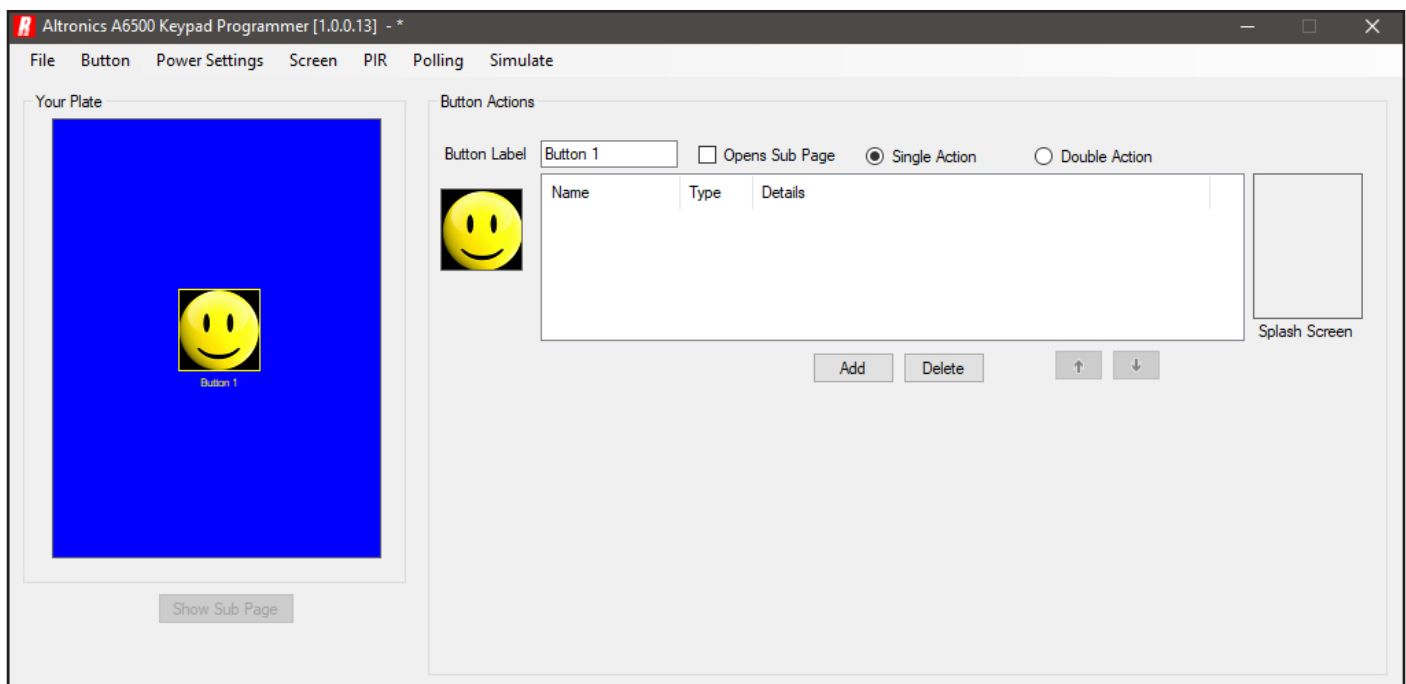 R Altronics A6500 Keypad Programmer [1.0.0.13] - *
File Button Power Settings Screen PIR Polling Simulate
Your Plate
Button 1
Show Sub Page
Button Actions
Button Label Button 1 Opens Sub Page Single Action Double Action
Name Type Details
Splash Screen
Add Delete